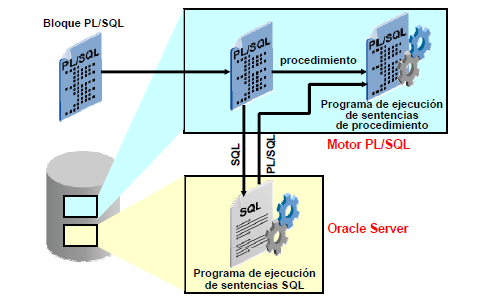 Bloque PL/SQL
PL/SQL
PL/SQL
procedimiento
PL/SQL
Programa de ejecución
de sentencias
de procedimiento
Motor PL/SQL
SQL
PL/SQL
SQL
Oracle Server
Programa de ejecución
de sentencias SQL